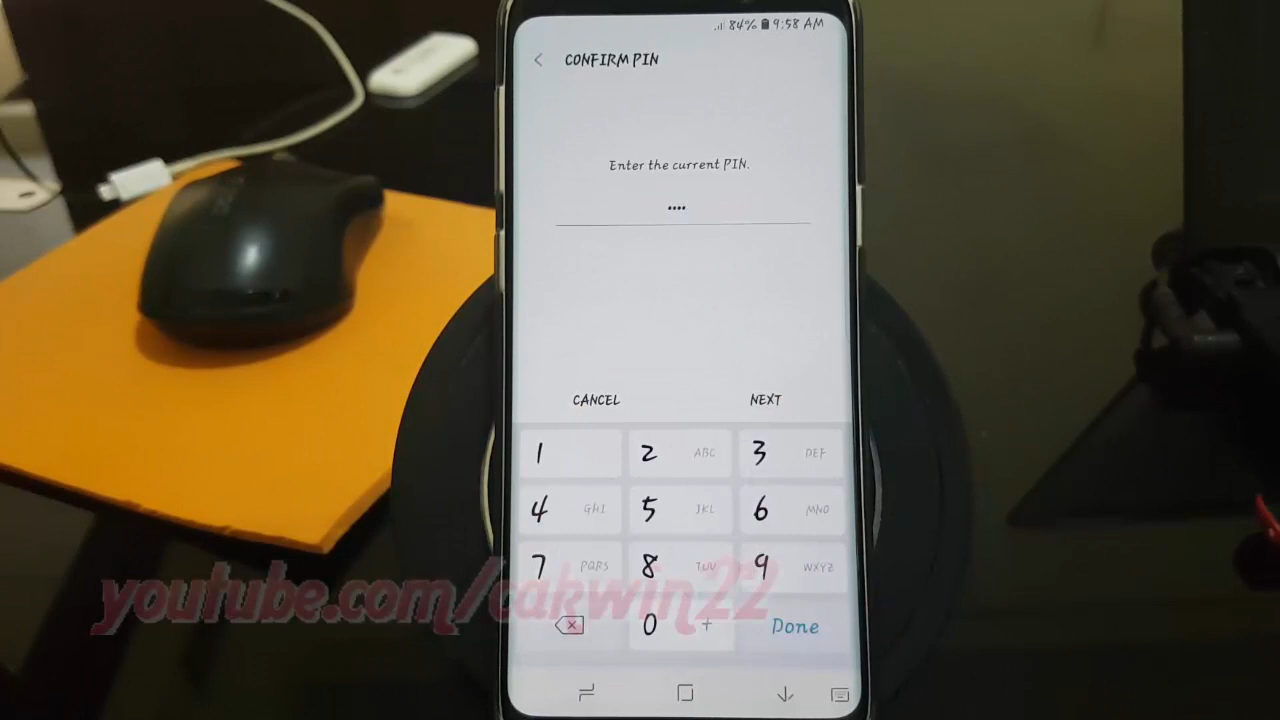 84% 9:58 AM
CONFIRM PIN
Enter the current PIN.
CANCEL NEXT
1 2 ABC 3 DEF
4 GHI 5 JKL 6 MNO
7 PQRS 8 TUV 9 WXYZ
youtube.com/cakwin22
0 + Done